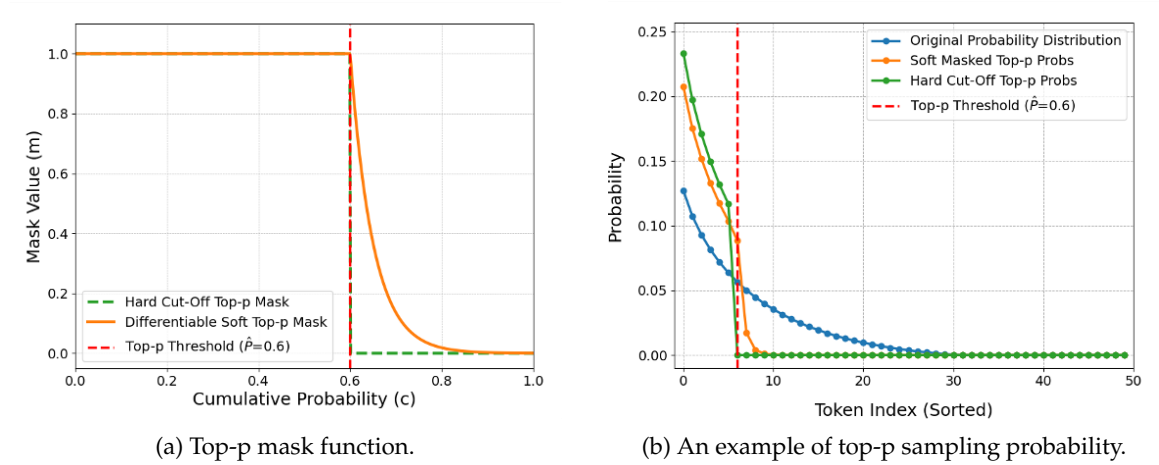 1.0
0.8
0.6
0.4
0.2
0.0
Mask Value (m)
Hard Cut-Off Top-p Mask
Differentiable Soft Top-p Mask
Top-p Threshold (P̂=0.6)
0.0 0.2 0.4 0.6 0.8 1.0
Cumulative Probability (c)
(a) Top-p mask function.
0.25
0.20
0.15
0.10
0.05
0.00
Probability
Original Probability Distribution
Soft Masked Top-p Probs
Hard Cut-Off Top-p Probs
Top-p Threshold (P̂=0.6)
0 10 20 30 40 50
Token Index (Sorted)
(b) An example of top-p sampling probability.